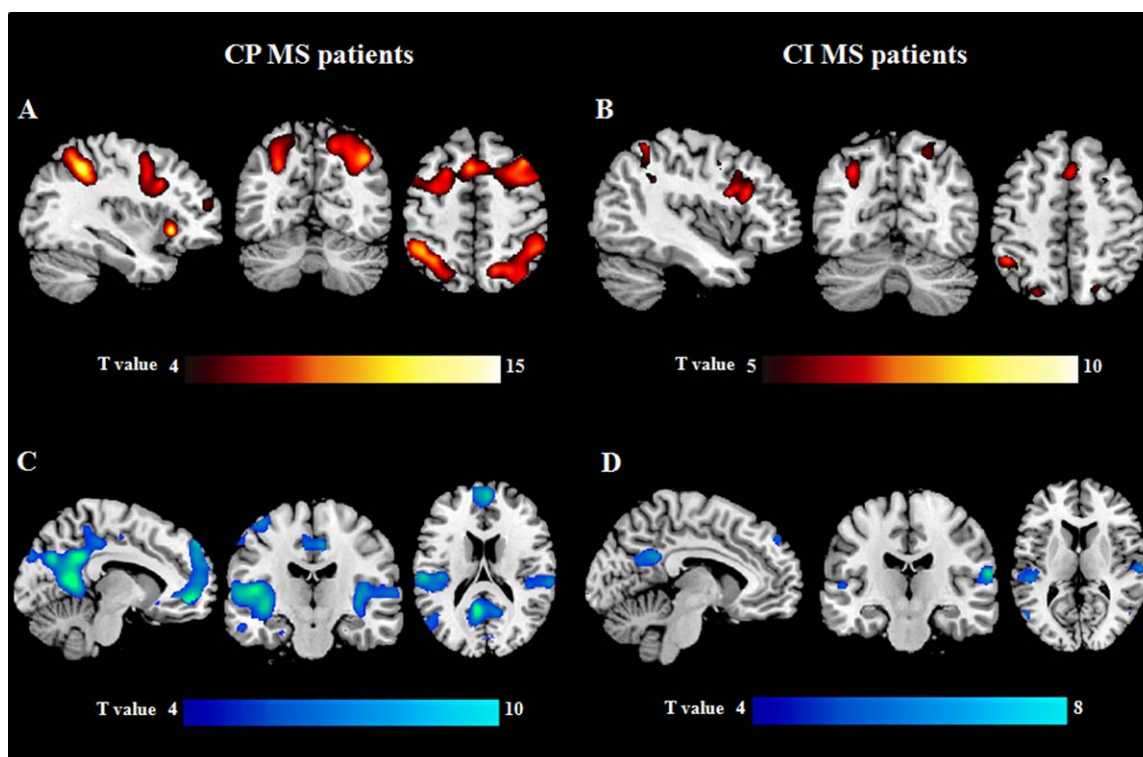 CP MS patients
CI MS patients
A
B
T value 4 15
T value 5 10
C
D
T value 4 10
T value 4 8